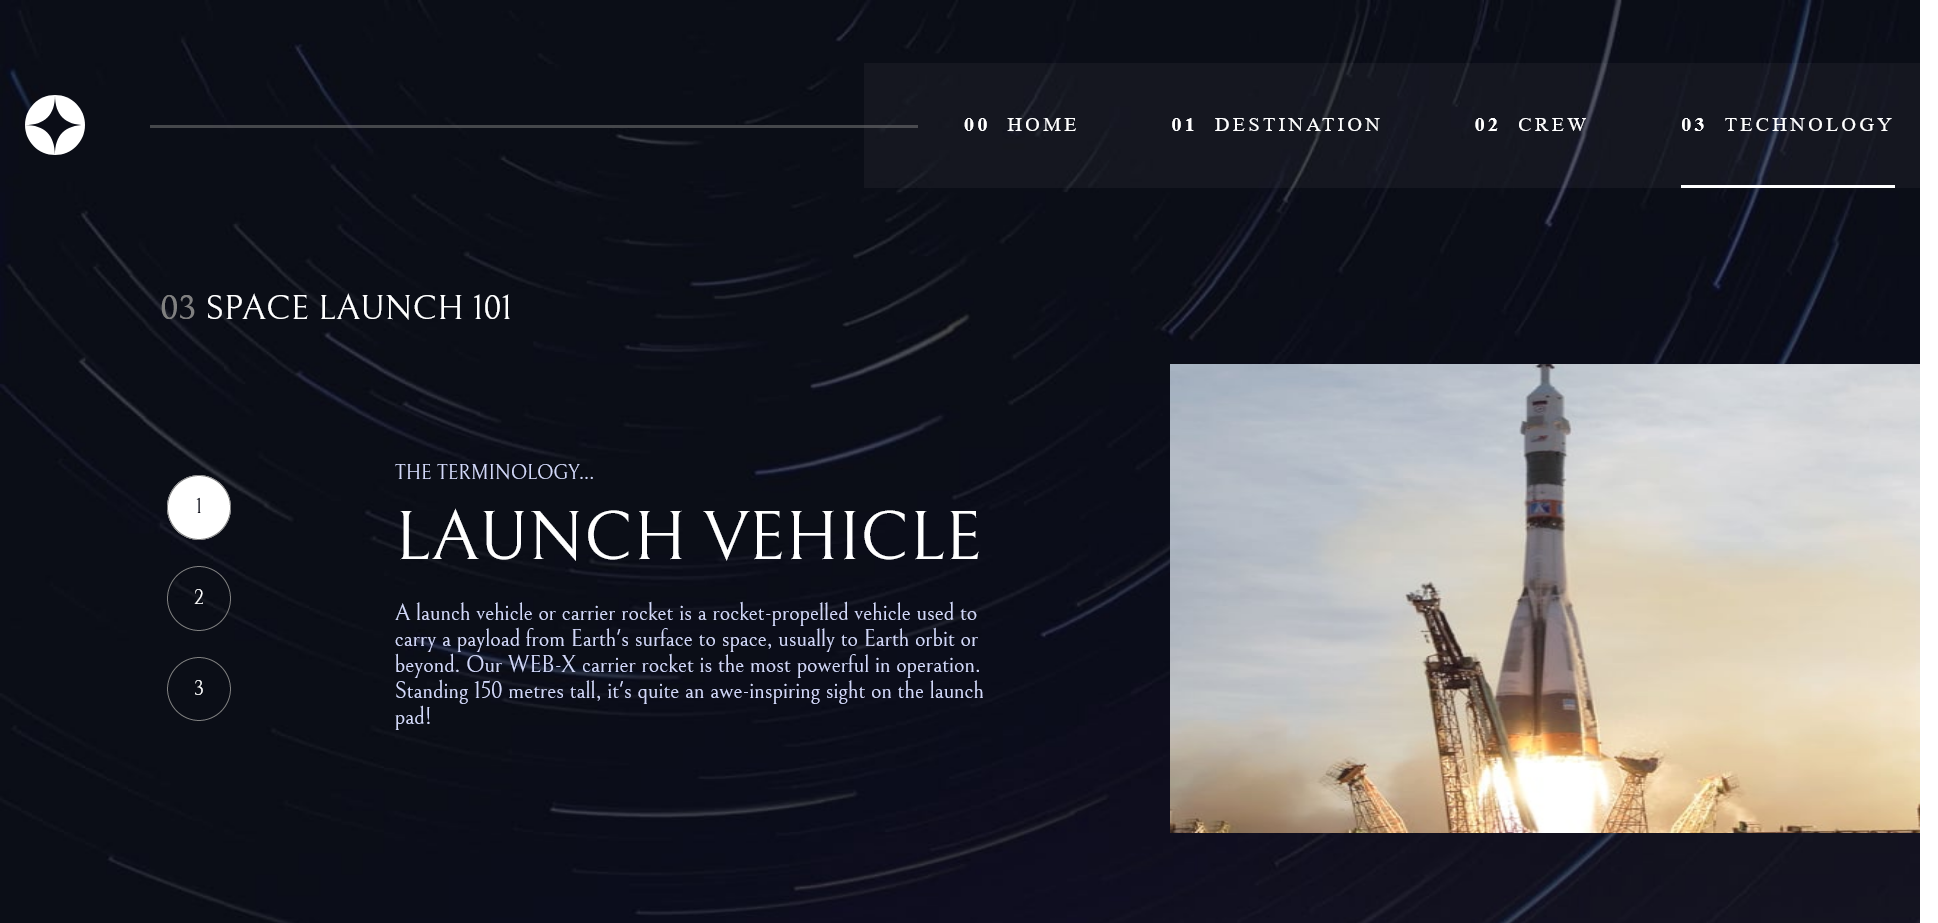 00 HOME 01 DESTINATION 02 CREW 03 TECHNOLOGY
03 SPACE LAUNCH 101
1
2
3
THE TERMINOLOGY...
LAUNCH VEHICLE
A launch vehicle or carrier rocket is a rocket-propelled vehicle used to
carry a payload from Earth's surface to space, usually to Earth orbit or
beyond. Our WEB-X carrier rocket is the most powerful in operation.
Standing 150 metres tall, it's quite an awe-inspiring sight on the launch
pad!